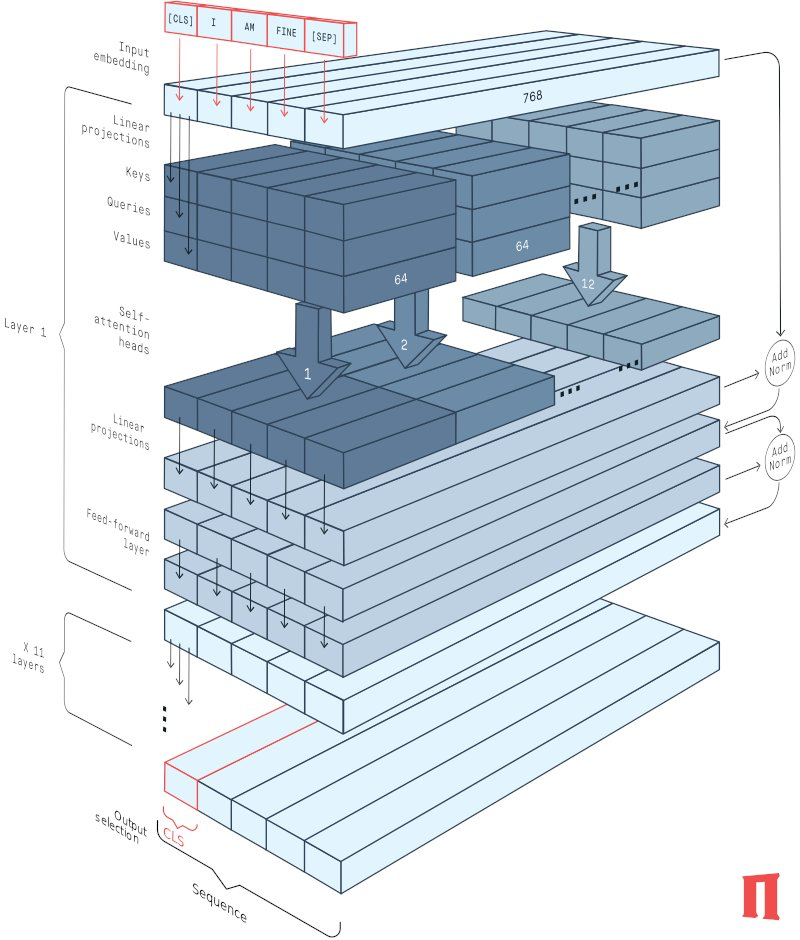 [CLS] I AM FINE [SEP]
Input
embedding
768
Linear
projections
Keys
Queries
Values
64
64
12
Layer 1
Self-
attention
heads
1
2
Add
Norm
Linear
projections
Add
Norm
Feed-forward
layer
X 11
layers
Output
selection
CLS
Sequence